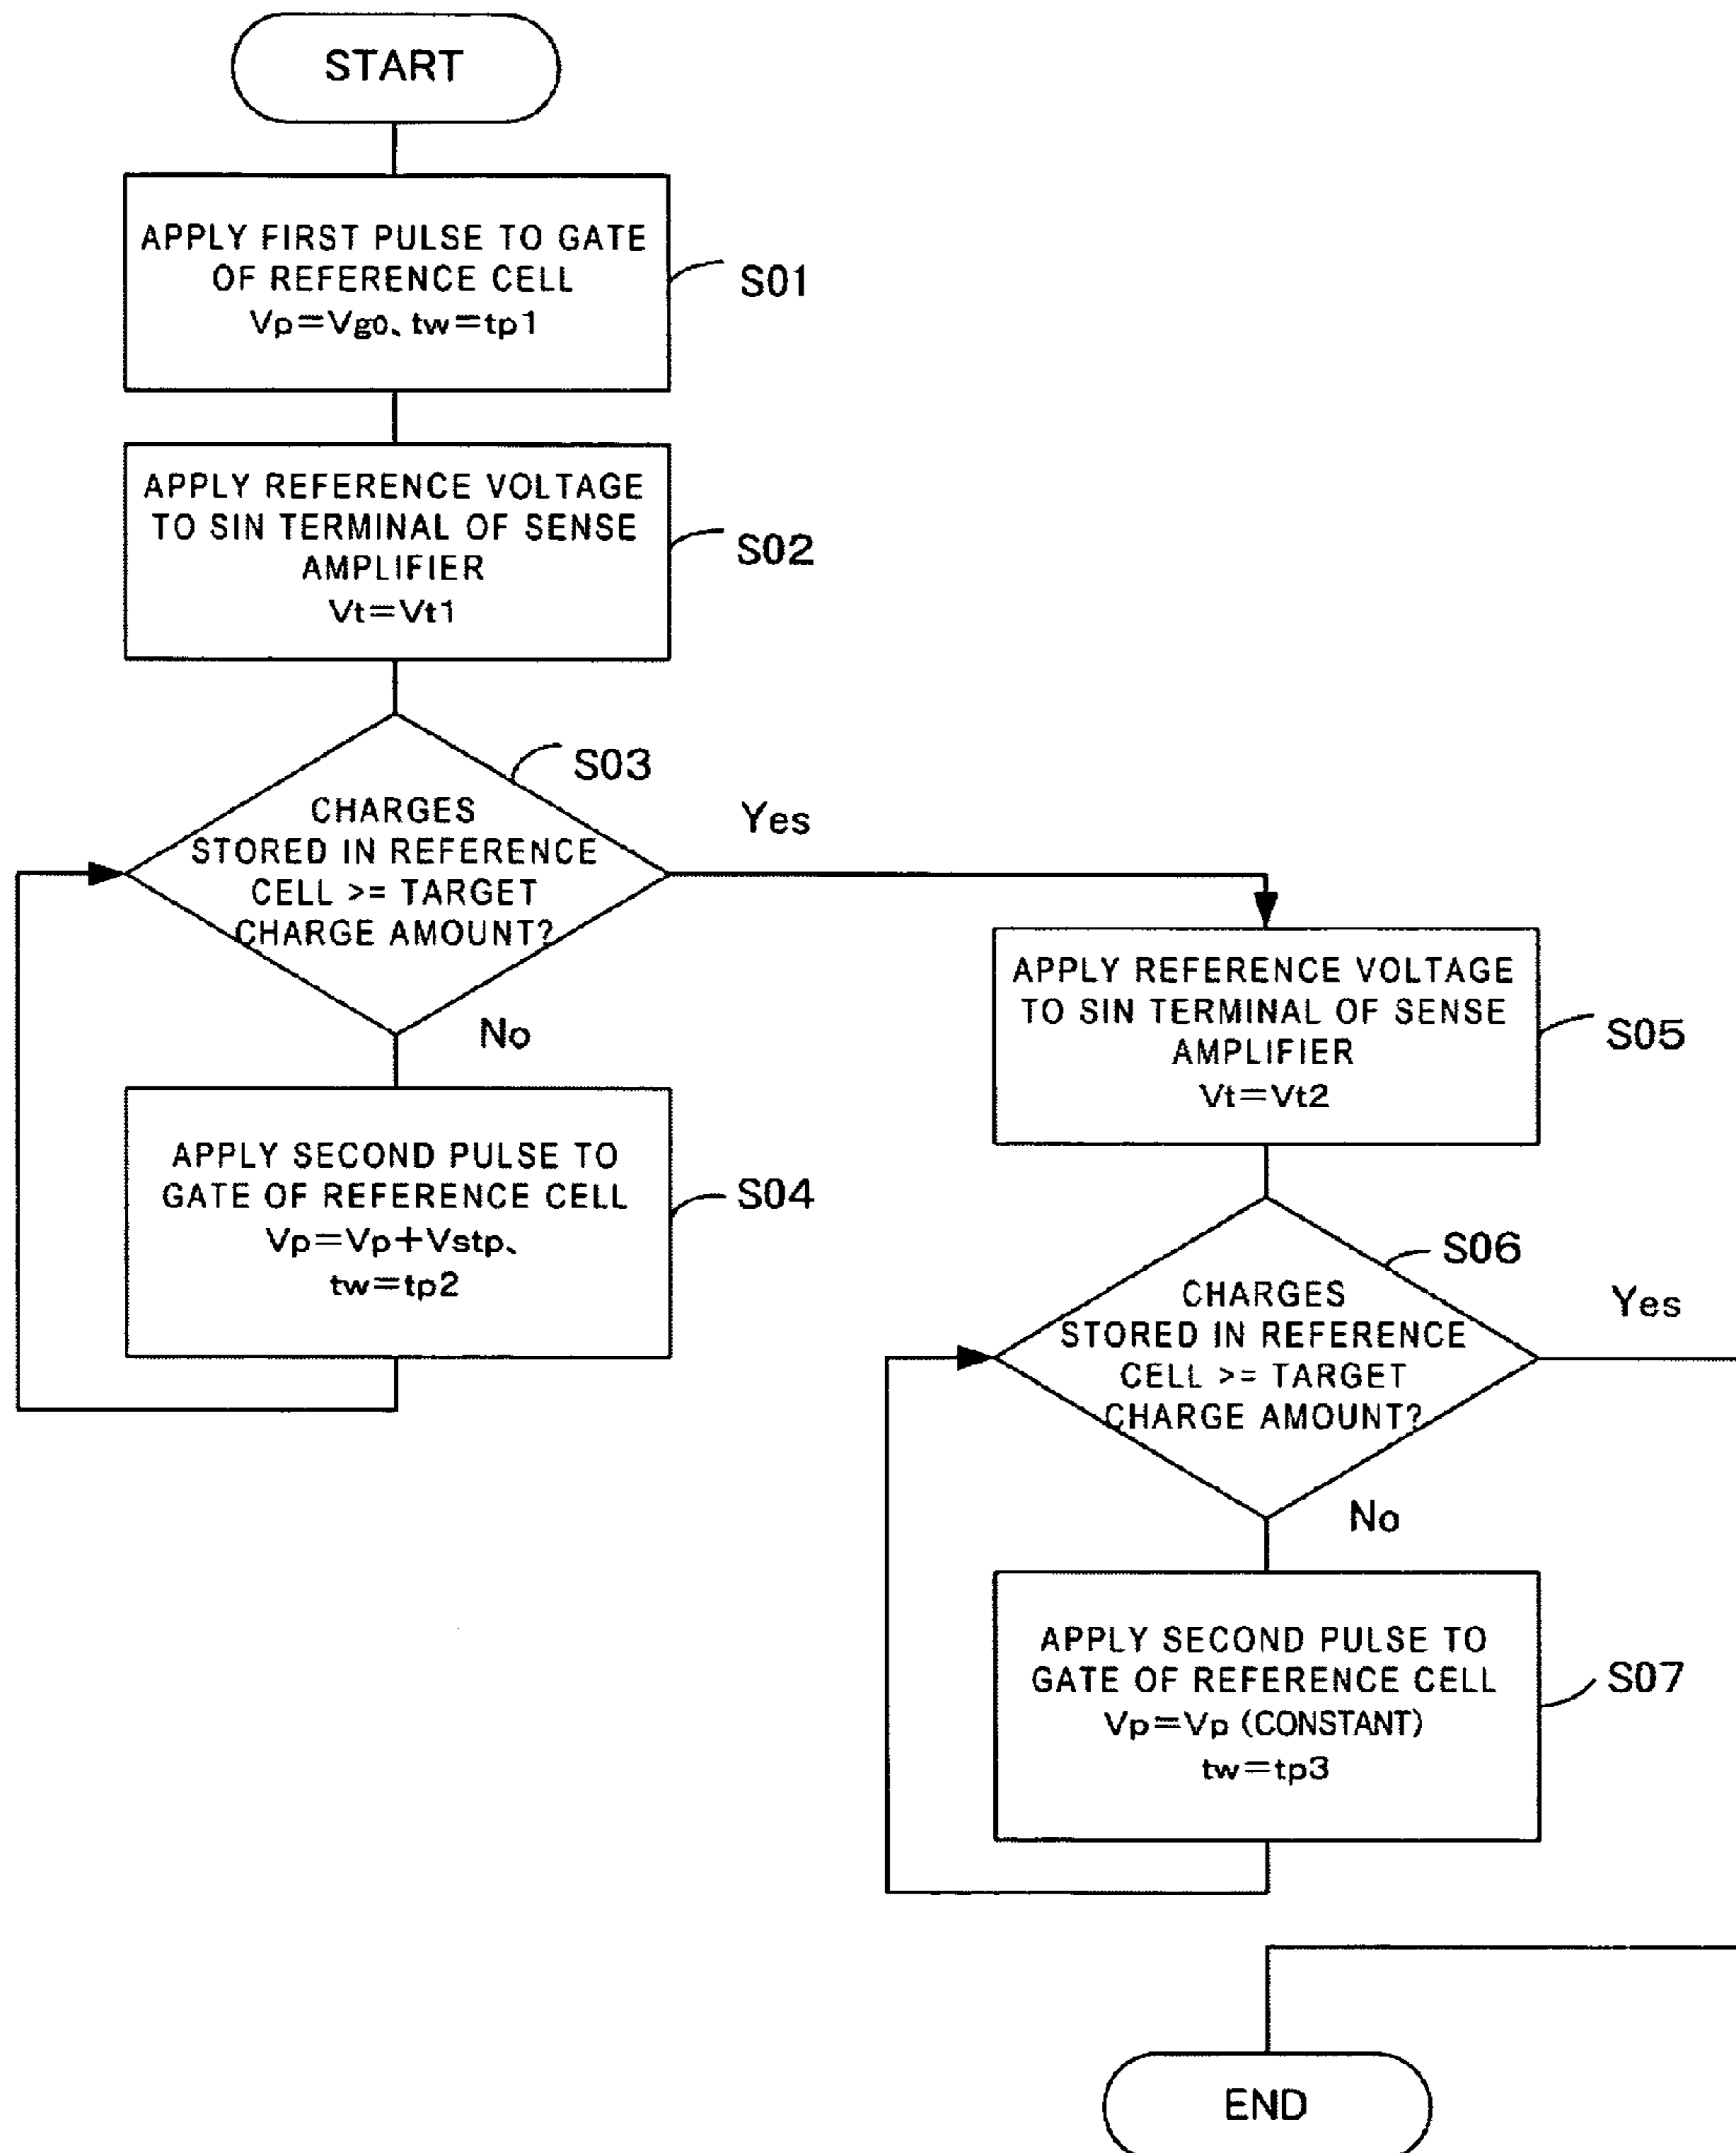 START
APPLY FIRST PULSE TO GATE
OF REFERENCE CELL
Vp=Vg0、tw=tp1
S01
APPLY REFERENCE VOLTAGE
TO SIN TERMINAL OF SENSE
AMPLIFIER
Vt=Vt1
S02
S03
CHARGES
STORED IN REFERENCE
CELL >= TARGET
CHARGE AMOUNT?
Yes
No
APPLY SECOND PULSE TO
GATE OF REFERENCE CELL
Vp=Vp+Vstp、
tw=tp2
S04
APPLY REFERENCE VOLTAGE
TO SIN TERMINAL OF SENSE
AMPLIFIER
Vt=Vt2
S05
S06
CHARGES
STORED IN REFERENCE
CELL >= TARGET
CHARGE AMOUNT?
Yes
No
APPLY SECOND PULSE TO
GATE OF REFERENCE CELL
Vp=Vp (CONSTANT)
tw=tp3
S07
END